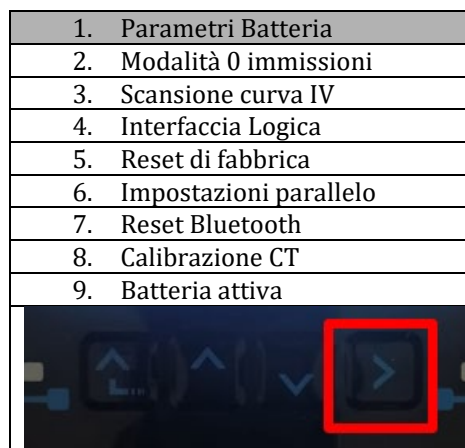 1. Parametri Batteria
2. Modalità 0 immissioni
3. Scansione curva IV
4. Interfaccia Logica
5. Reset di fabbrica
6. Impostazioni parallelo
7. Reset Bluetooth
8. Calibrazione CT
9. Batteria attiva